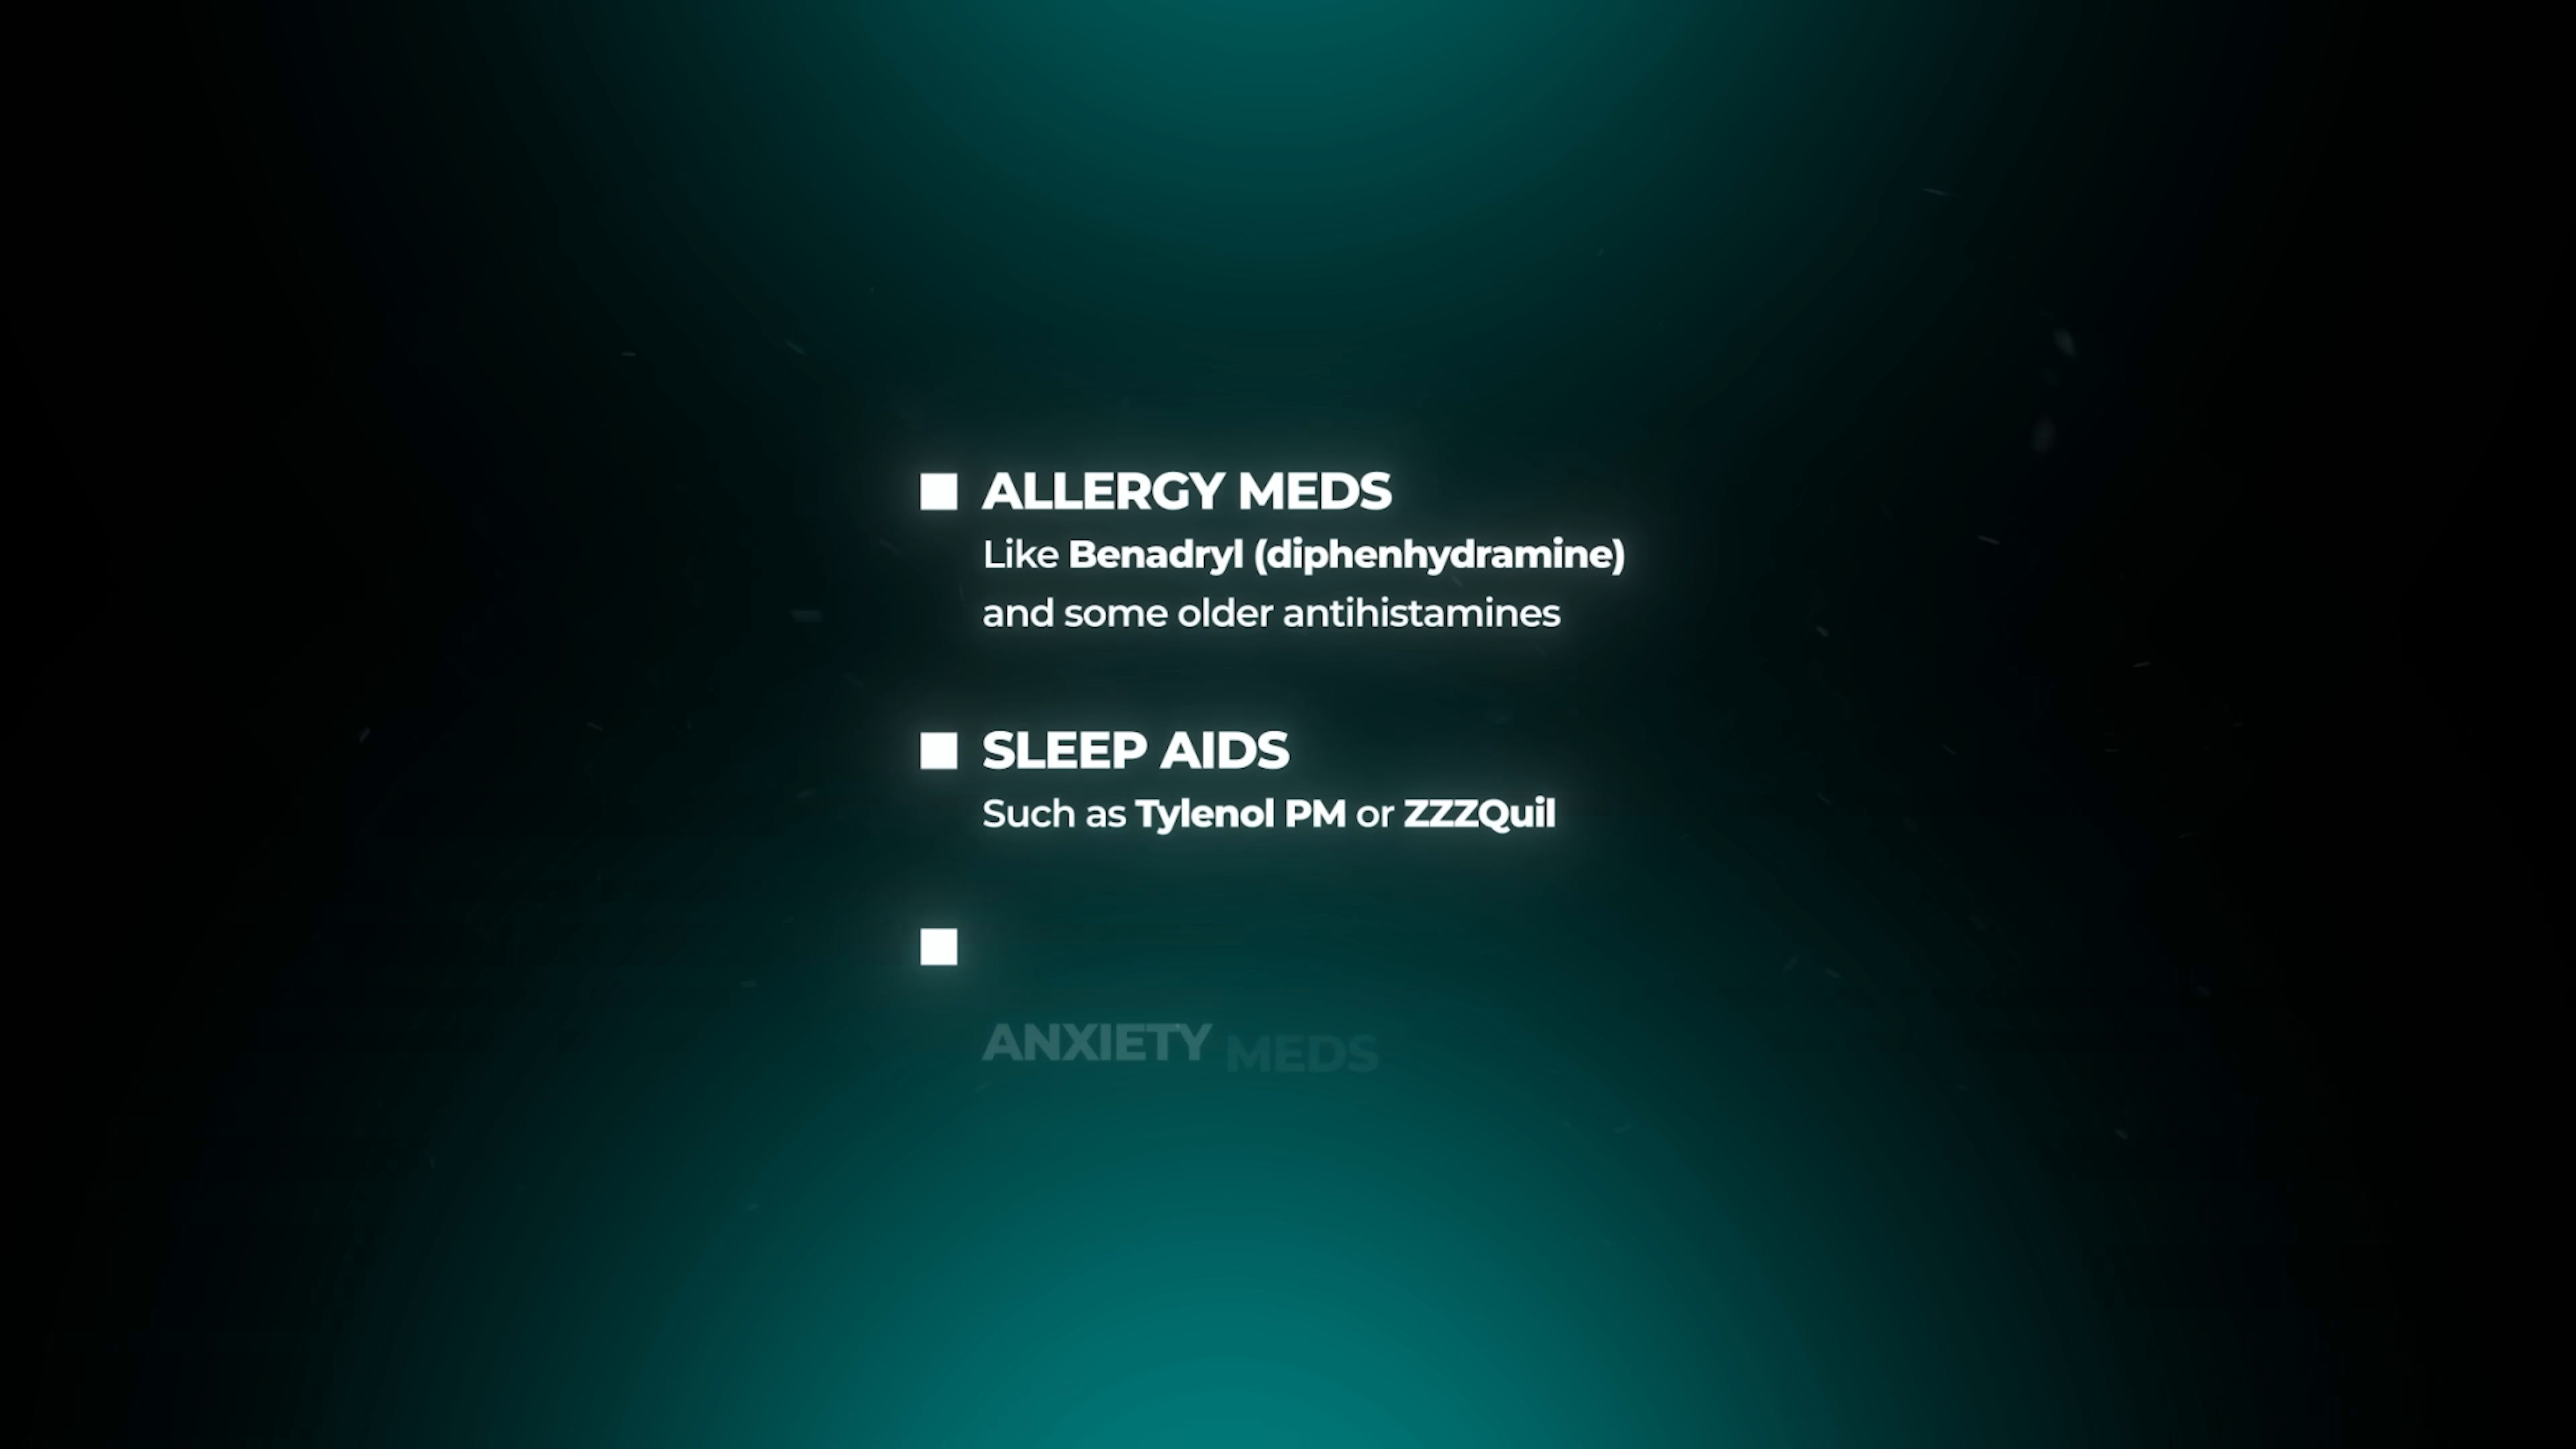 ALLERGY MEDS
Like Benadryl (diphenhydramine)
and some older antihistamines
SLEEP AIDS
Such as Tylenol PM or ZZZQuil
ANXIETY MEDS